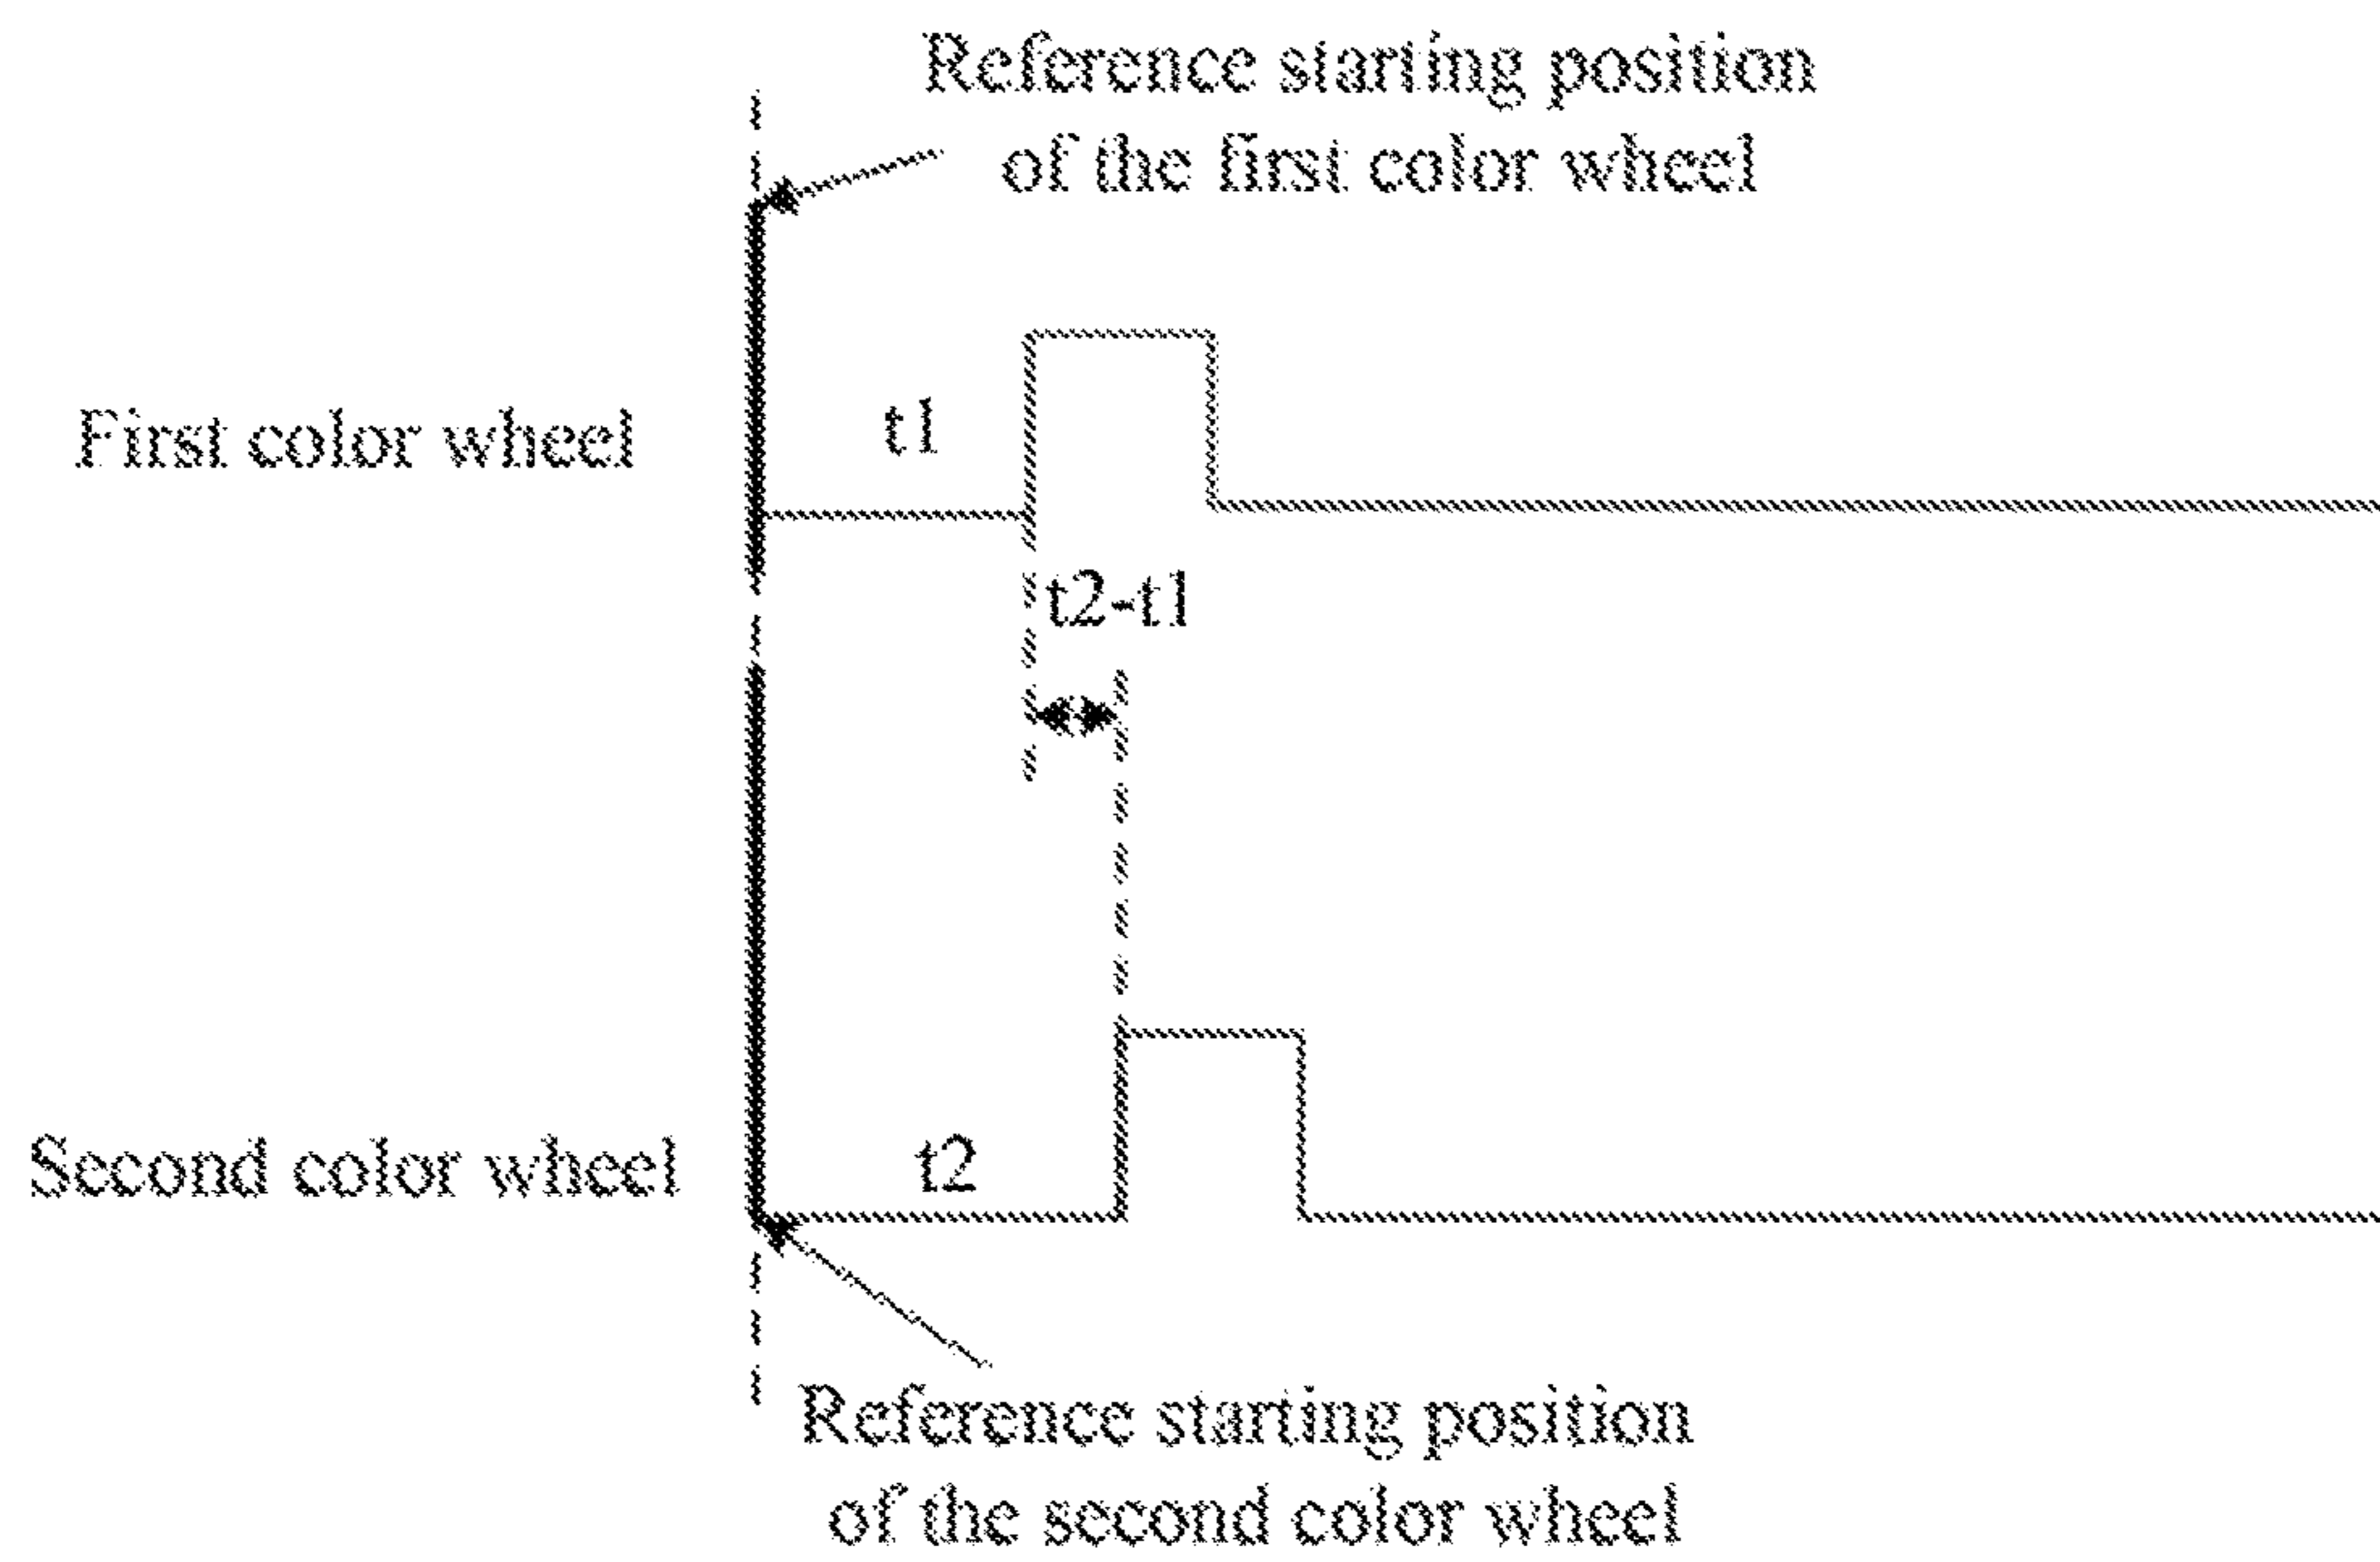 Reference starting position
of the first color wheel
First color wheel
t1
t2-t1
Second color wheel
t2
Reference starting position
of the second color wheel